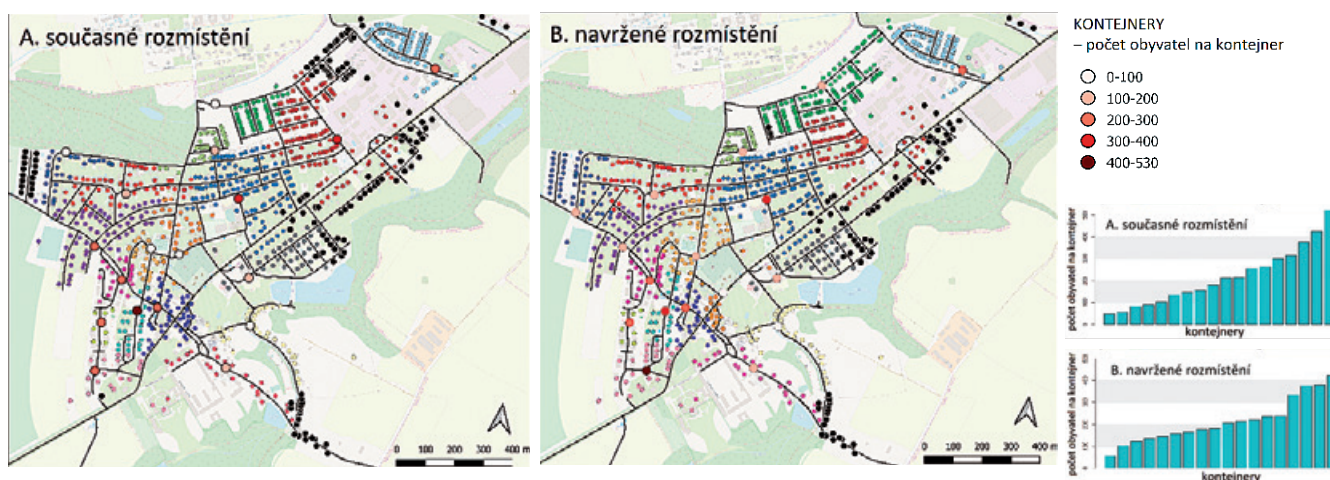 A. současné rozmístění
0 100 200 300 400 m
B. navržené rozmístění
0 100 200 300 400 m
KONTEJNERY
– počet obyvatel na kontejner
0-100
100-200
200-300
300-400
400-530
A. současné rozmístění
počet obyvatel na kontejner
kontejnery
B. navržené rozmístění
počet obyvatel na kontejner
kontejnery